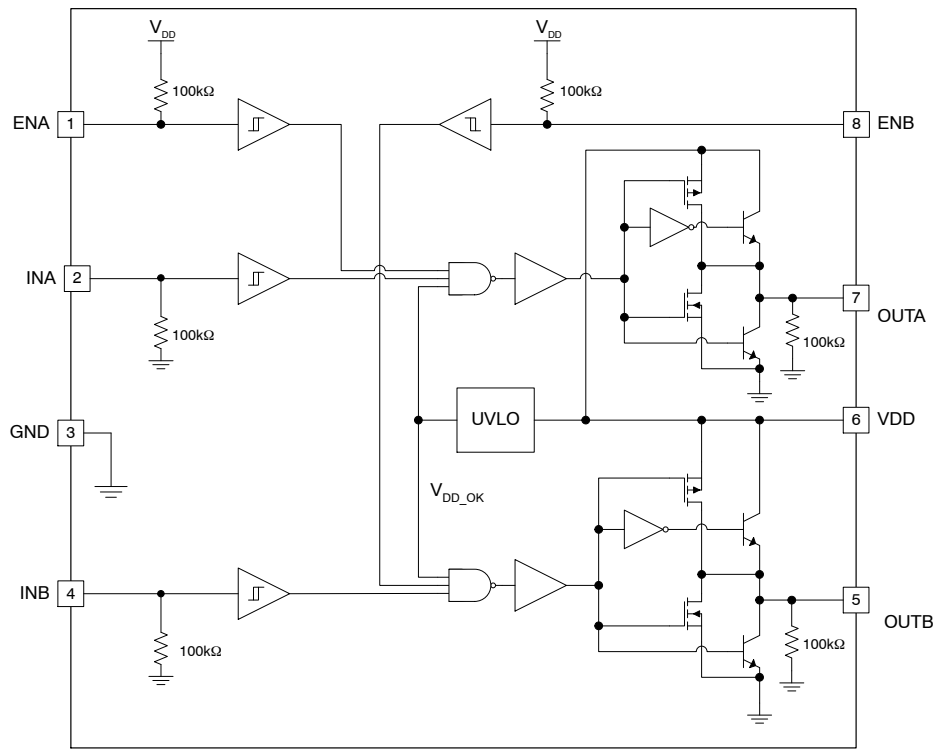 V_DD
V_DD
100kΩ
100kΩ
ENA
1
8
ENB
INA
2
7
OUTA
100kΩ
100kΩ
GND
3
UVLO
6
VDD
V_DD_OK
INB
4
5
OUTB
100kΩ
100kΩ